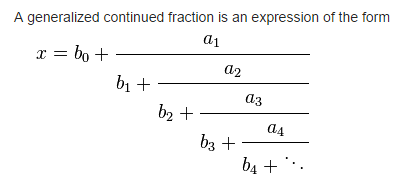 A generalized continued fraction is an expression of the form
a₁
x = b₀ +
a₂
b₁ +
a₃
b₂ +
a₄
b₃ +
b₄ + ⋱.